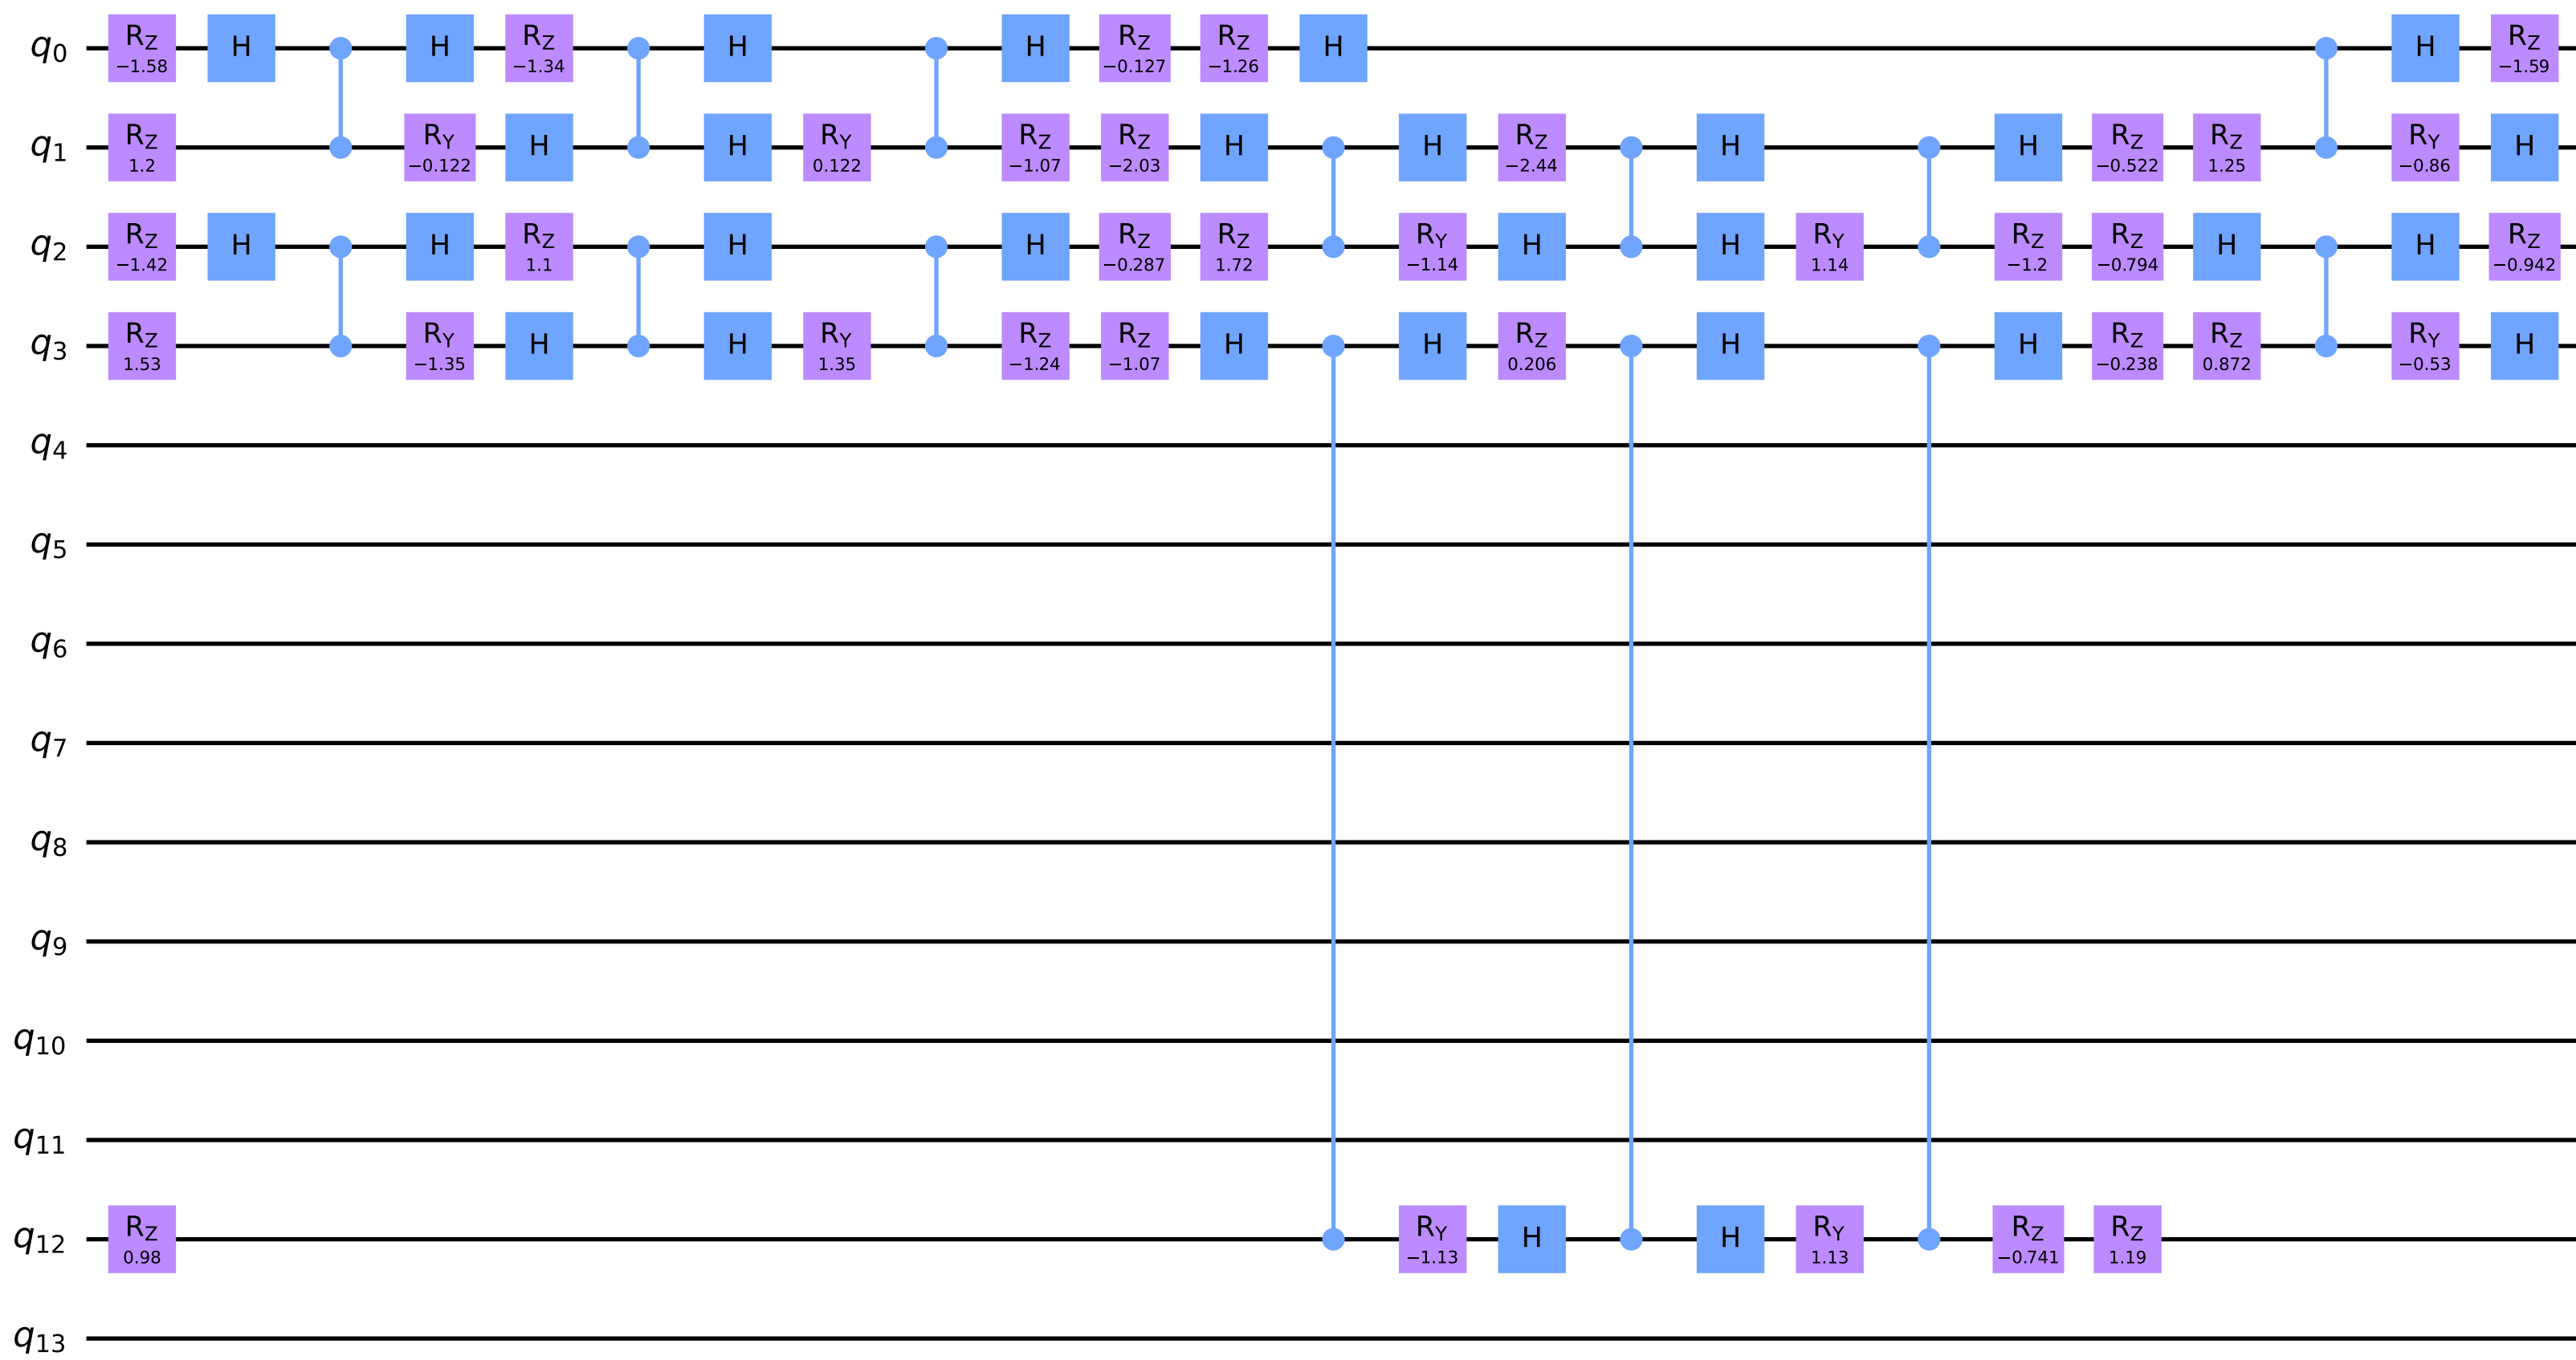 q0 RZ −1.58 H H RZ −1.34 H H RZ −0.127 RZ −1.26 H H RZ −1.59
q1 RZ 1.2 RY −0.122 H H RY 0.122 RZ −1.07 RZ −2.03 H H RZ −2.44 H H RZ −0.522 RZ 1.25 RY −0.86 H
q2 RZ −1.42 H H RZ 1.1 H H RZ −0.287 RZ 1.72 RY −1.14 H H RY 1.14 RZ −1.2 RZ −0.794 H H RZ −0.942
q3 RZ 1.53 RY −1.35 H H RY 1.35 RZ −1.24 RZ −1.07 H H RZ 0.206 H H RZ −0.238 RZ 0.872 RY −0.53 H
q4
q5
q6
q7
q8
q9
q10
q11
q12 RZ 0.98 RY −1.13 H H RY 1.13 RZ −0.741 RZ 1.19
q13